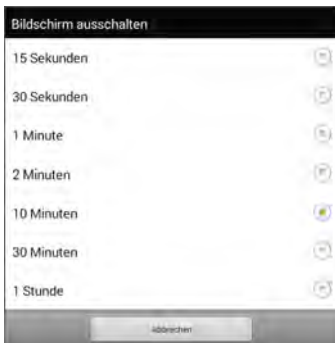 Bildschirm ausschalten
15 Sekunden
30 Sekunden
1 Minute
2 Minuten
10 Minuten
30 Minuten
1 Stunde
Abbrechen